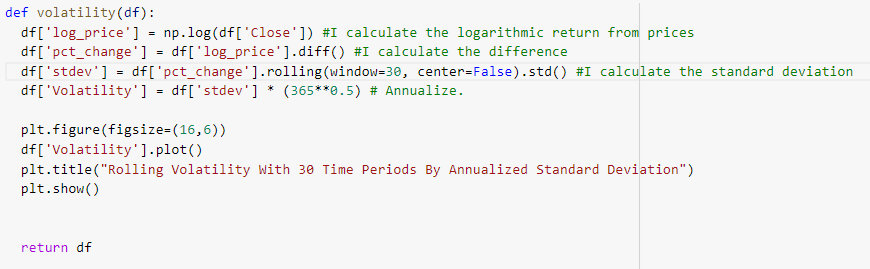 def volatility(df):
df['log_price'] = np.log(df['Close']) #I calculate the logarithmic return from prices
df['pct_change'] = df['log_price'].diff() #I calculate the difference
df['stdev'] = df['pct_change'].rolling(window=30, center=False).std() #I calculate the standard deviation
df['Volatility'] = df['stdev'] * (365**0.5) # Annualize.
plt.figure(figsize=(16,6))
df['Volatility'].plot()
plt.title("Rolling Volatility With 30 Time Periods By Annualized Standard Deviation")
plt.show()
return df